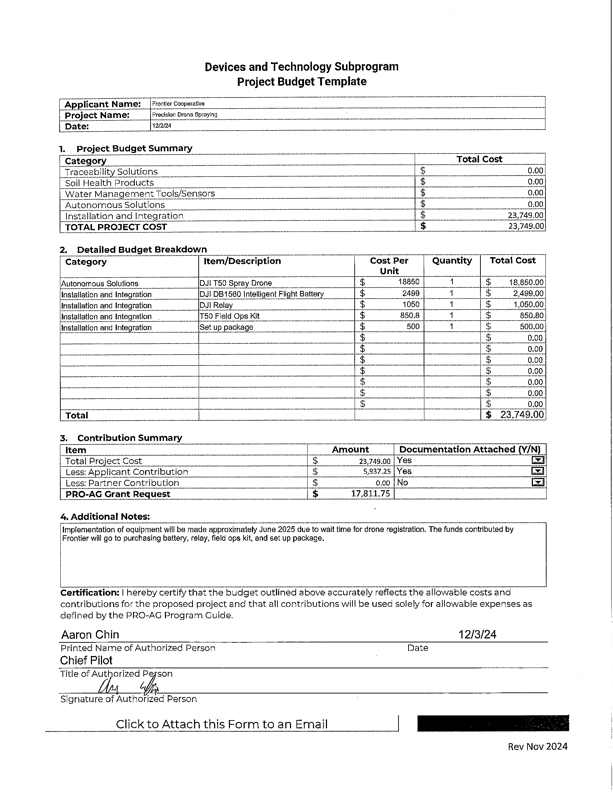 Devices and Technology Subprogram
Project Budget Template
Applicant Name: Frontier Cooperative
Project Name: Precision Drone Spraying
Date: 12/2/24
1. Project Budget Summary
Category Total Cost
Traceability Solutions $ 0.00
Soil Health Products $ 0.00
Water Management Tools/Sensors $ 0.00
Autonomous Solutions $ 0.00
Installation and Integration $ 23,749.00
TOTAL PROJECT COST $ 23,749.00
2. Detailed Budget Breakdown
Category Item/Description Cost Per Unit Quantity Total Cost
Autonomous Solutions DJI T50 Spray Drone $ 18850 1 $ 18,850.00
Installation and Integration DJI DB1560 Intelligent Flight Battery $ 2499 1 $ 2,499.00
Installation and Integration DJI Relay $ 1050 1 $ 1,050.00
Installation and Integration T50 Field Ops Kit $ 850.8 1 $ 850.80
Installation and Integration Set up package $ 500 1 $ 500.00
$ $ 0.00
$ $ 0.00
$ $ 0.00
$ $ 0.00
$ $ 0.00
$ $ 0.00
$ $ 0.00
Total $ 23,749.00
3. Contribution Summary
Item Amount Documentation Attached (Y/N)
Total Project Cost $ 23,749.00 Yes
Less: Applicant Contribution $ 5,937.25 Yes
Less: Partner Contribution $ 0.00 No
PRO-AG Grant Request $ 17,811.75
4. Additional Notes:
Implementation of equipment will be made approximately June 2025 due to wait time for drone registration. The funds contributed by
Frontier will go to purchasing battery, relay, field ops kit, and set up package.
Certification: I hereby certify that the budget outlined above accurately reflects the allowable costs and
contributions for the proposed project and that all contributions will be used solely for allowable expenses as
defined by the PRO-AG Program Guide.
Aaron Chin 12/3/24
Printed Name of Authorized Person Date
Chief Pilot
Title of Authorized Person
Signature of Authorized Person
Click to Attach this Form to an Email
Rev Nov 2024